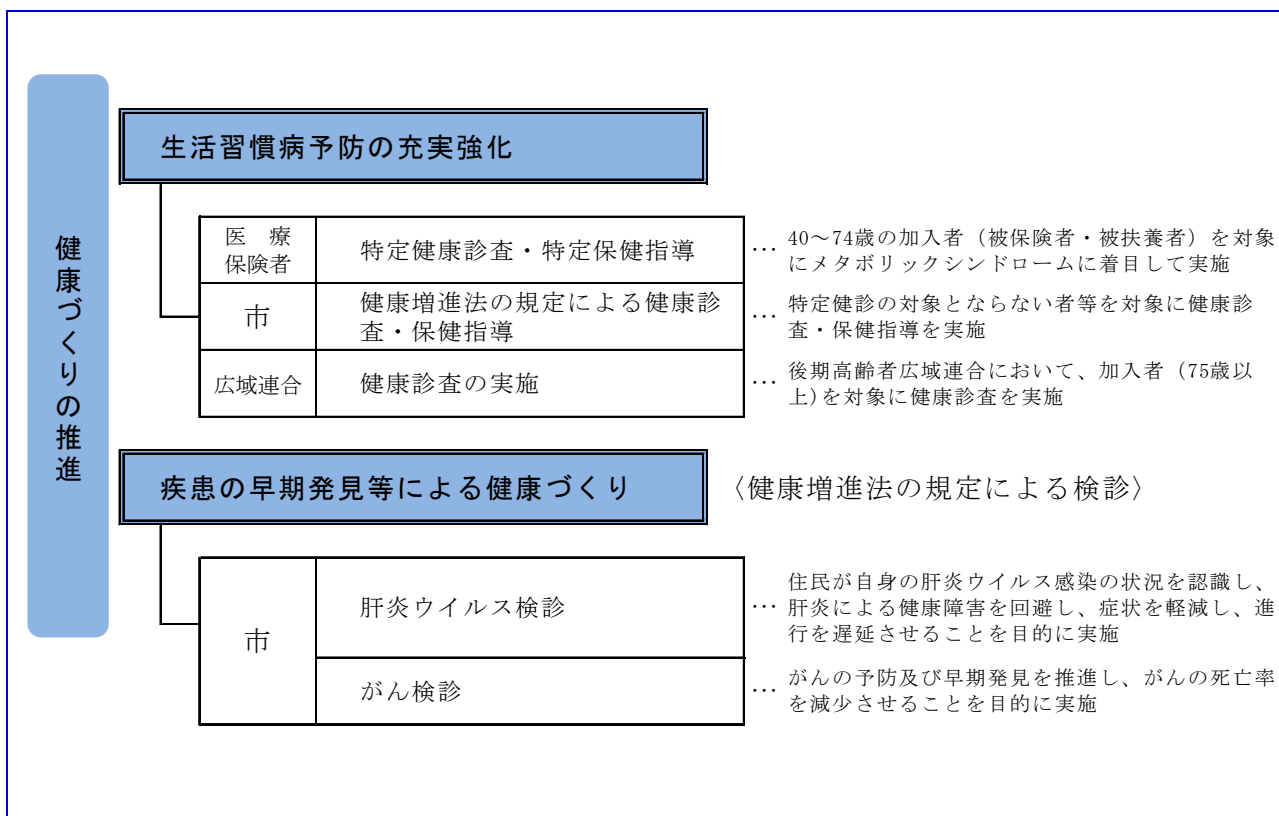 健康づくりの推進
生活習慣病予防の充実強化
医　療
保険者
特定健康診査・特定保健指導
… 40～74歳の加入者（被保険者・被扶養者）を対象
にメタボリックシンドロームに着目して実施
市
健康増進法の規定による健康診
査・保健指導
… 特定健診の対象とならない者等を対象に健康診
査・保健指導を実施
広域連合
健康診査の実施
… 後期高齢者広域連合において、加入者（75歳以
上)を対象に健康診査を実施
疾患の早期発見等による健康づくり
〈健康増進法の規定による検診〉
市
肝炎ウイルス検診
… 住民が自身の肝炎ウイルス感染の状況を認識し、
肝炎による健康障害を回避し、症状を軽減し、進
行を遅延させることを目的に実施
がん検診
… がんの予防及び早期発見を推進し、がんの死亡率
を減少させることを目的に実施